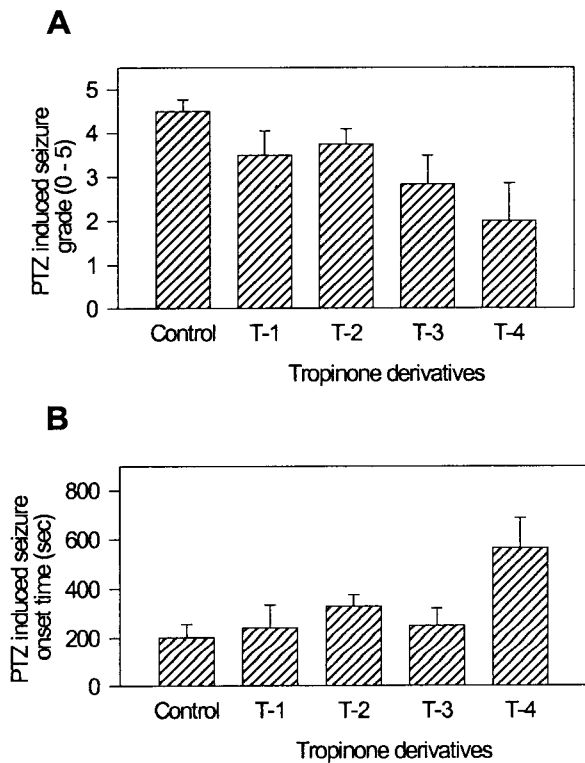 A
PTZ induced seizure
grade (0 - 5)
5
4
3
2
1
0
Control T-1 T-2 T-3 T-4
Tropinone derivatives
B
PTZ induced seizure
onset time (sec)
800
600
400
200
0
Control T-1 T-2 T-3 T-4
Tropinone derivatives